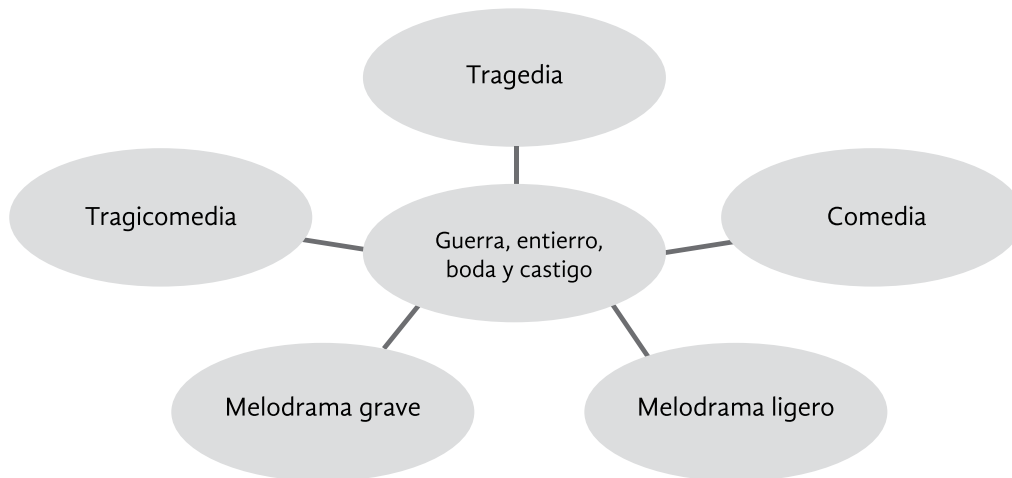 Tragedia
Tragicomedia
Comedia
Guerra, entierro,
boda y castigo
Melodrama grave
Melodrama ligero